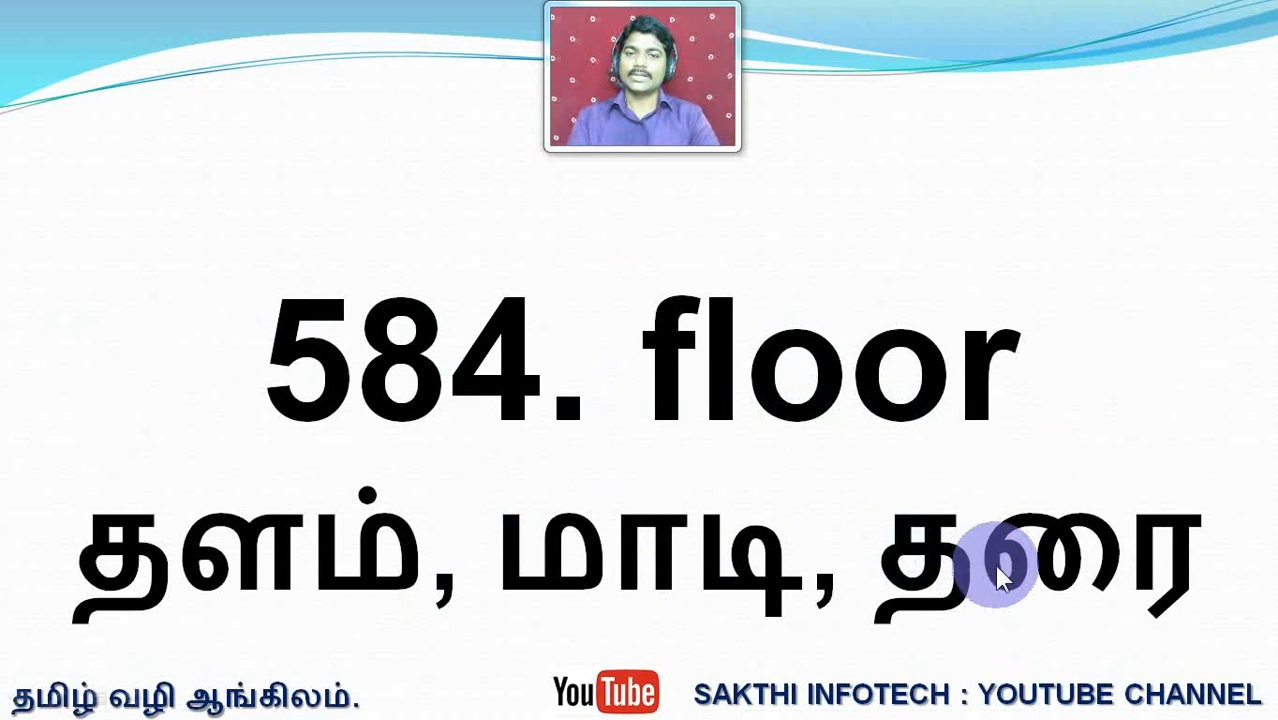 584. floor
தளம், மாடி, தரை
தமிழ் வழி ஆங்கிலம். YouTube SAKTHI INFOTECH : YOUTUBE CHANNEL